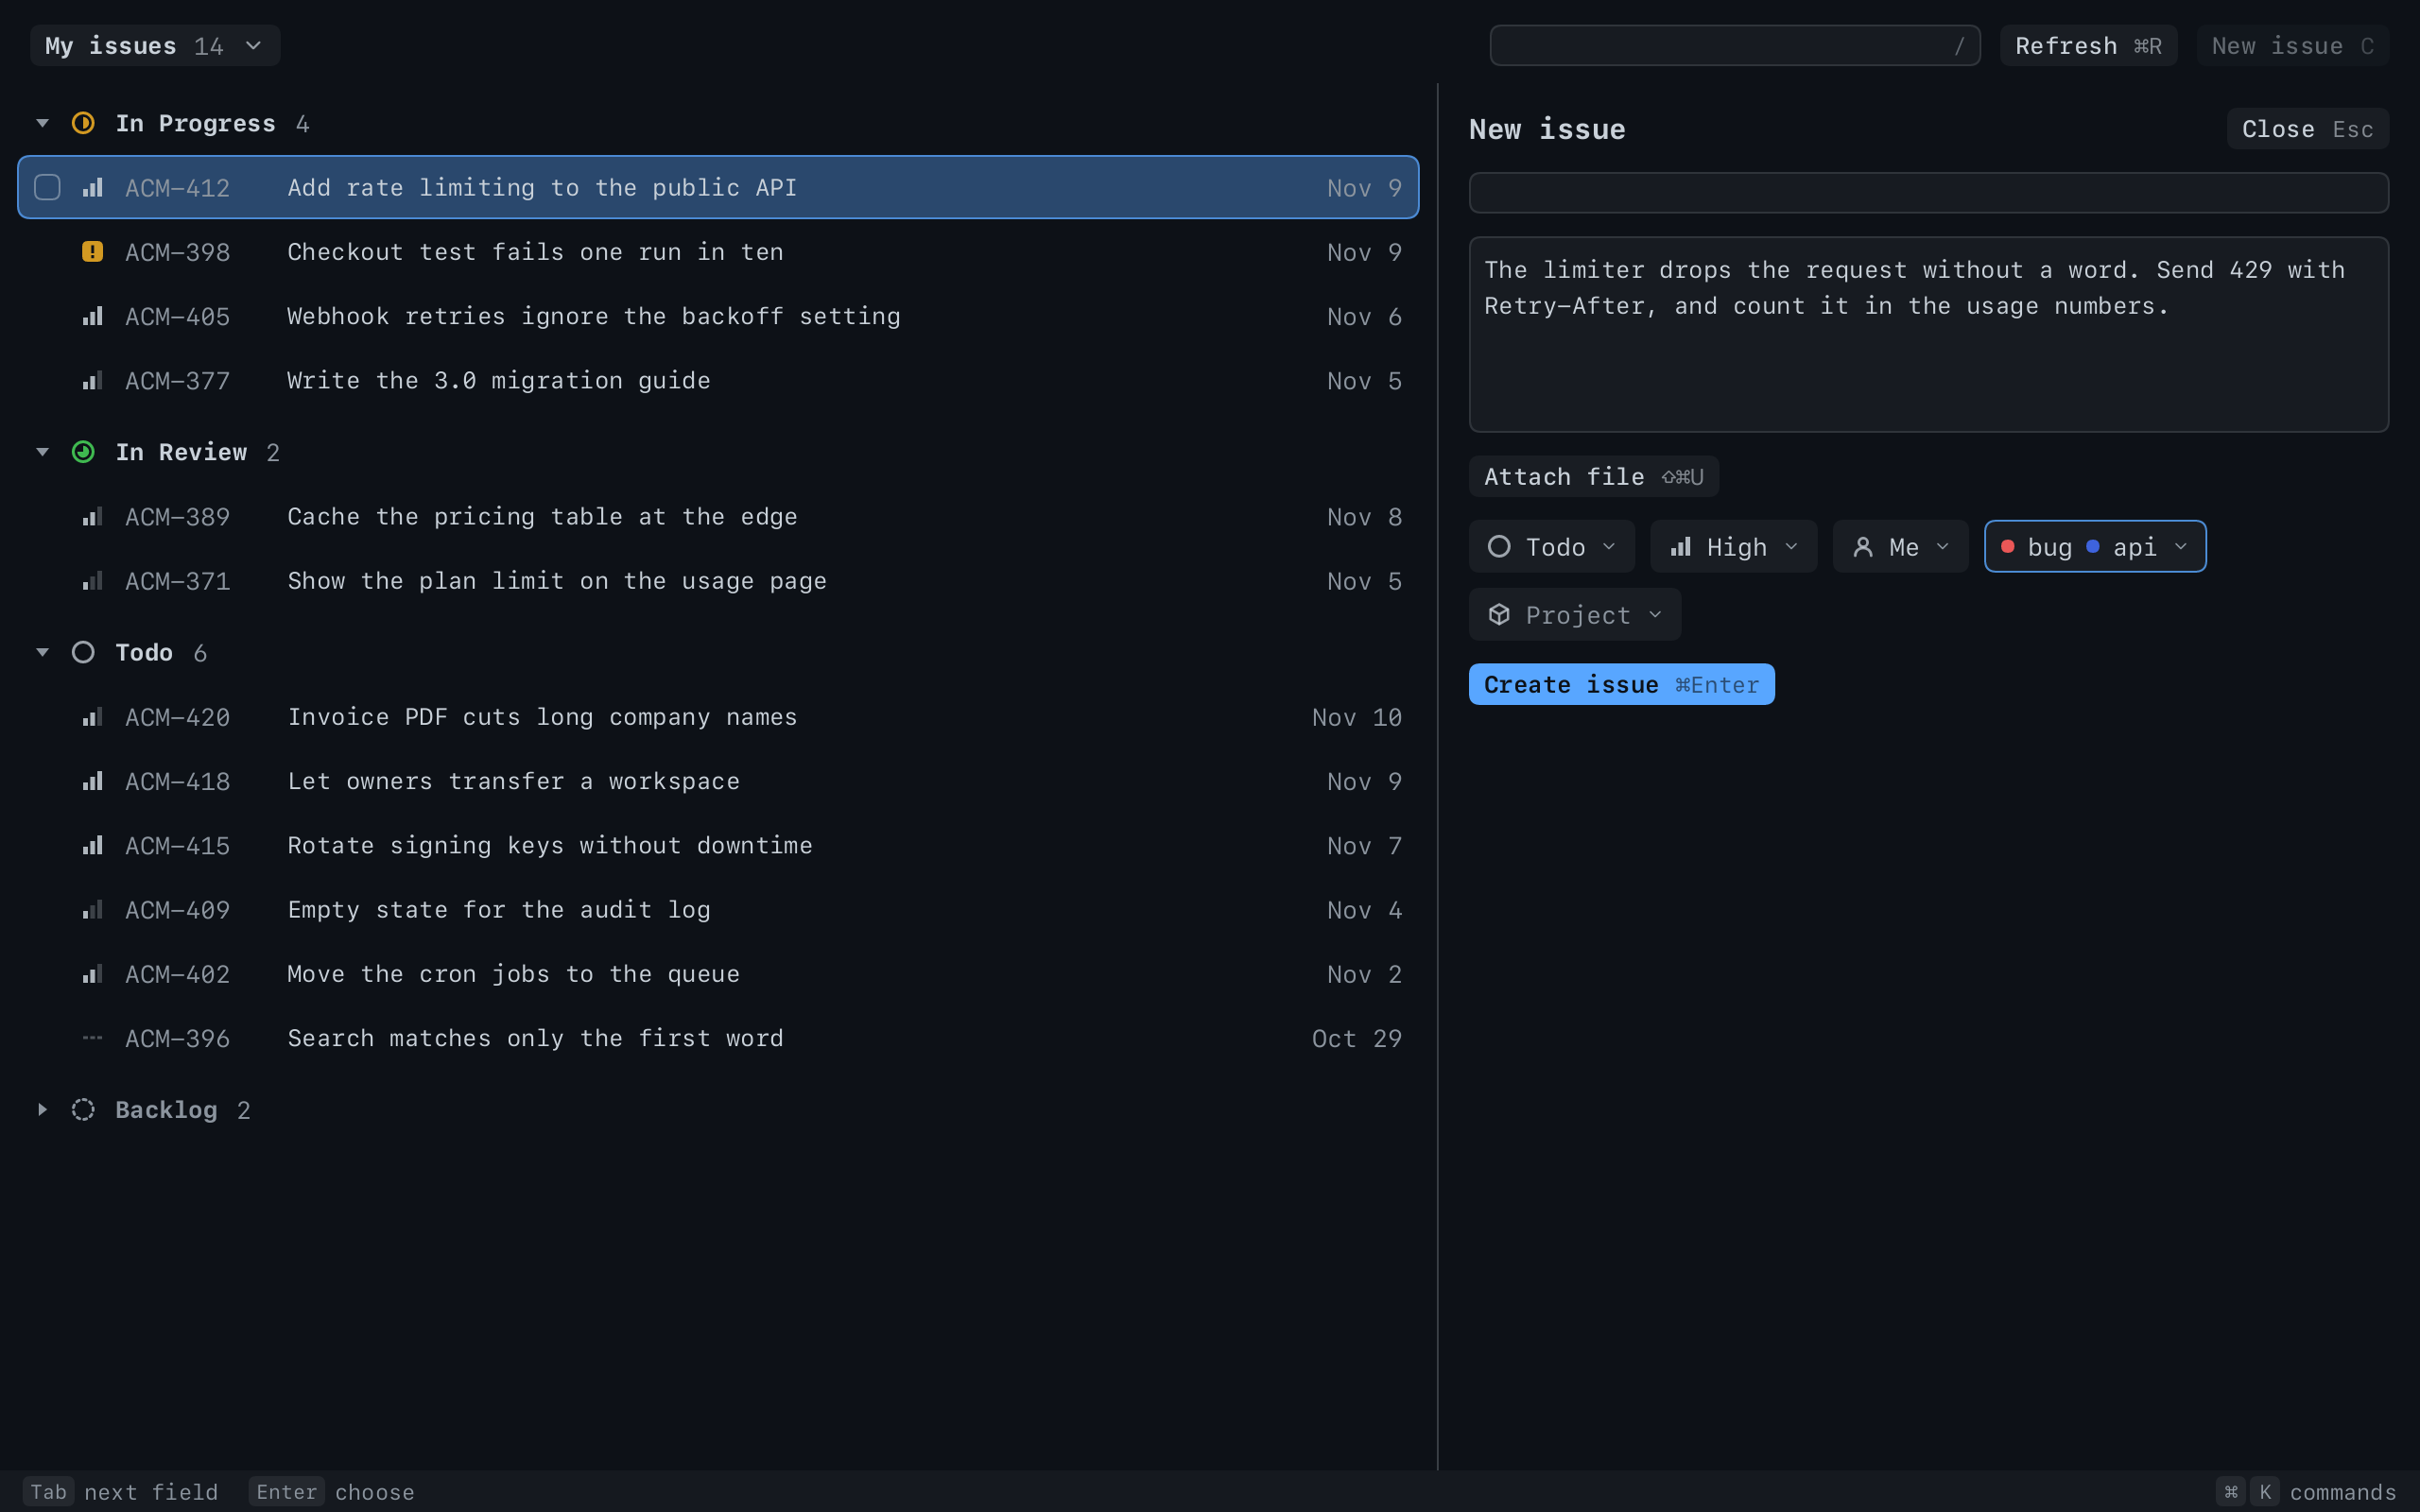 My issues 14
/ Refresh ⌘R New issue C
In Progress 4
ACM-412 Add rate limiting to the public API Nov 9
ACM-398 Checkout test fails one run in ten Nov 9
ACM-405 Webhook retries ignore the backoff setting Nov 6
ACM-377 Write the 3.0 migration guide Nov 5
In Review 2
ACM-389 Cache the pricing table at the edge Nov 8
ACM-371 Show the plan limit on the usage page Nov 5
Todo 6
ACM-420 Invoice PDF cuts long company names Nov 10
ACM-418 Let owners transfer a workspace Nov 9
ACM-415 Rotate signing keys without downtime Nov 7
ACM-409 Empty state for the audit log Nov 4
ACM-402 Move the cron jobs to the queue Nov 2
ACM-396 Search matches only the first word Oct 29
Backlog 2
New issue Close Esc
The limiter drops the request without a word. Send 429 with
Retry-After, and count it in the usage numbers.
Attach file ⇧⌘U
Todo High Me bug api
Project
Create issue ⌘Enter
Tab next field Enter choose
⌘ K commands